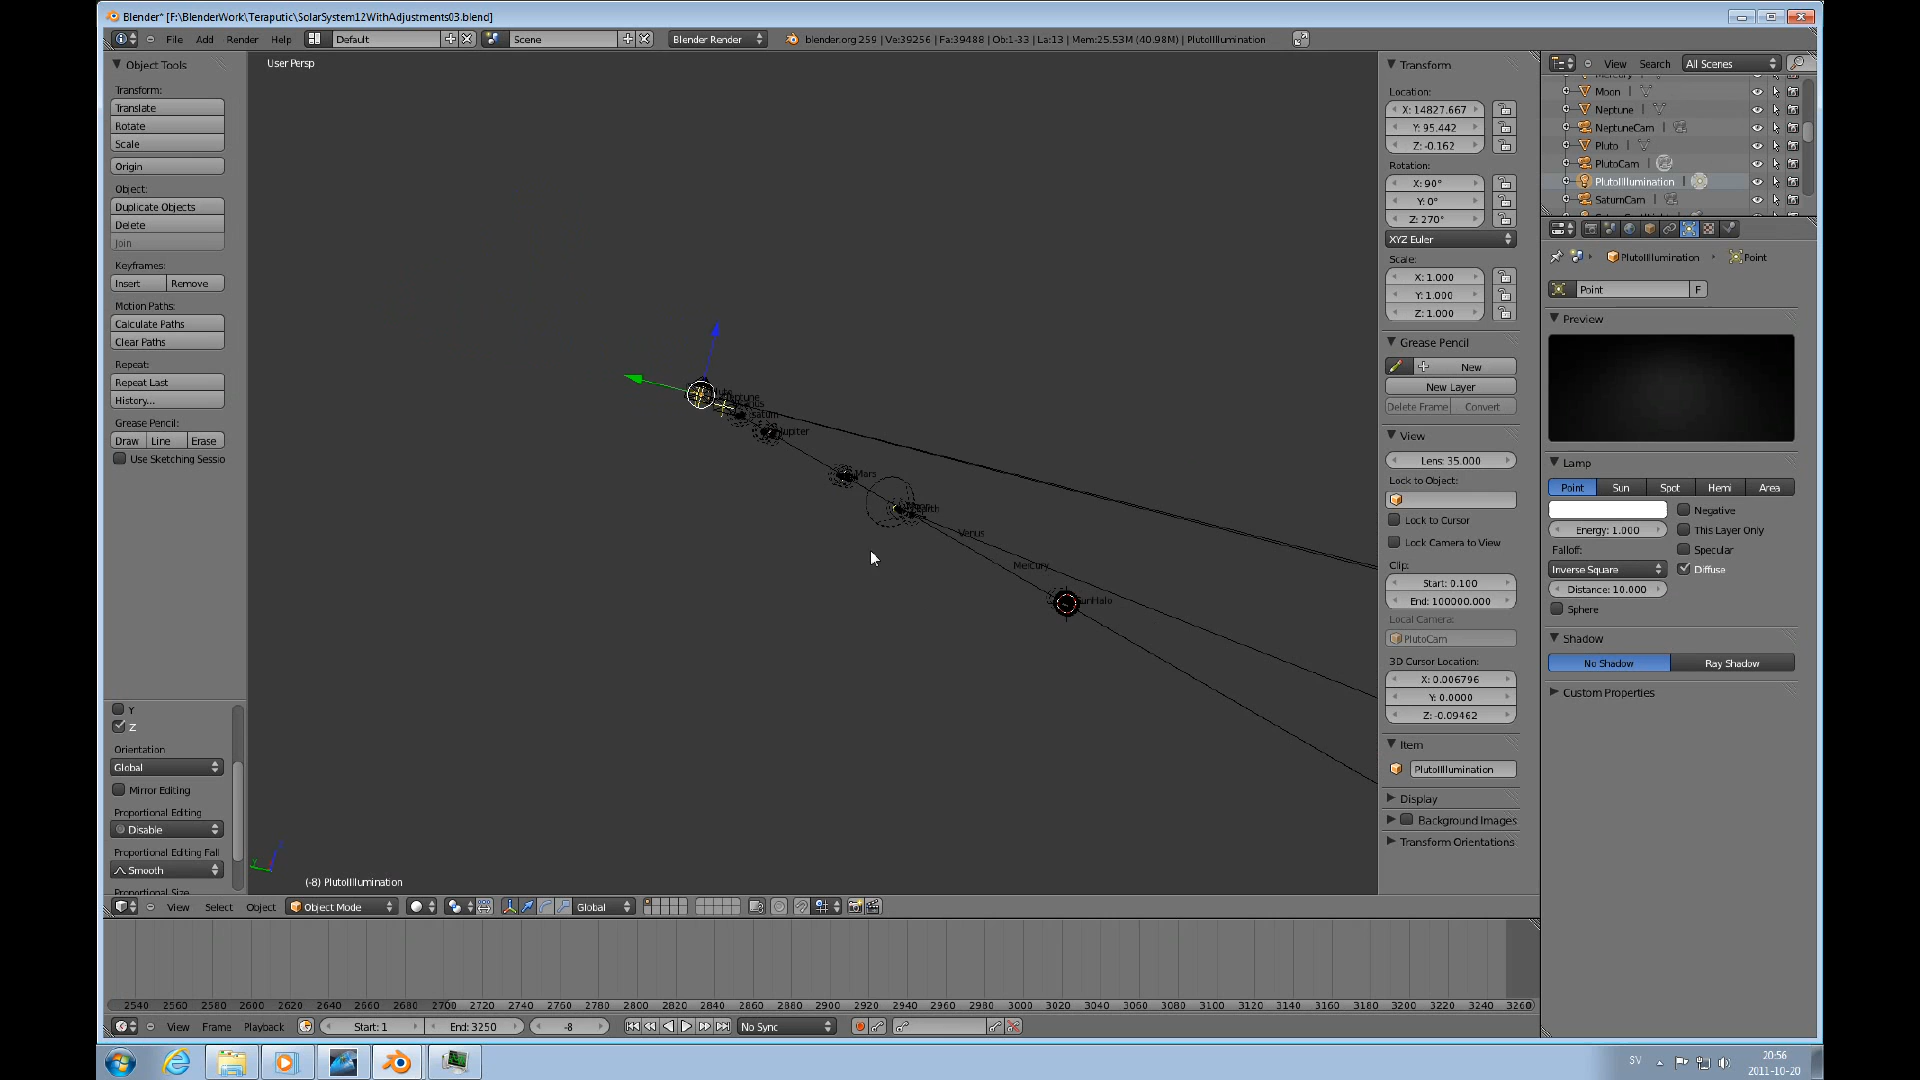 Blender* [F:\BlenderWork\Teraputic\SolarSystem12WithAdjustments03.blend]
File Add Render Help Default Scene Blender Render blender.org 259 | Ve:39256 | Fa:39488 | Ob:1-33 | La:13 | Mem:25.53M (40.98M) | PlutoIllumination
Object Tools
Transform:
Translate
Rotate
Scale
Origin
Object:
Duplicate Objects
Delete
Join
Keyframes:
Insert Remove
Motion Paths:
Calculate Paths
Clear Paths
Repeat:
Repeat Last
History...
Grease Pencil:
Draw Line Erase
Use Sketching Sessio
Y
Z
Orientation
Global
Mirror Editing
Proportional Editing
Disable
Proportional Editing Fall
Smooth
Proportional Size
User Persp
Saturn
Jupiter
Mars
Venus
Mercury
SunHalo
(-8) PlutoIllumination
View Select Object Object Mode Global
Transform
Location:
X: 14827.667
Y: 95.442
Z: -0.162
Rotation:
X: 90°
Y: 0°
Z: 270°
XYZ Euler
Scale:
X: 1.000
Y: 1.000
Z: 1.000
Grease Pencil
New
New Layer
Delete Frame Convert
View
Lens: 35.000
Lock to Object:
Lock to Cursor
Lock Camera to View
Clip:
Start: 0.100
End: 100000.000
Local Camera:
PlutoCam
3D Cursor Location:
X: 0.006796
Y: 0.0000
Z: -0.09462
Item
PlutoIllumination
Display
Background Images
Transform Orientations
View Search All Scenes
Mercury
Moon
Neptune
NeptuneCam
Pluto
PlutoCam
PlutoIllumination
SaturnCam
PlutoIllumination Point
Point F
Preview
Lamp
Point Sun Spot Hemi Area
Negative
Energy: 1.000 This Layer Only
Falloff: Specular
Inverse Square Diffuse
Distance: 10.000
Sphere
Shadow
No Shadow Ray Shadow
Custom Properties
2540 2560 2580 2600 2620 2640 2660 2680 2700 2720 2740 2760 2780 2800 2820 2840 2860 2880 2900 2920 2940 2960 2980 3000 3020 3040 3060 3080 3100 3120 3140 3160 3180 3200 3220 3240 3260
View Frame Playback Start: 1 End: 3250 -8 No Sync
SV 20:56
2011-10-20